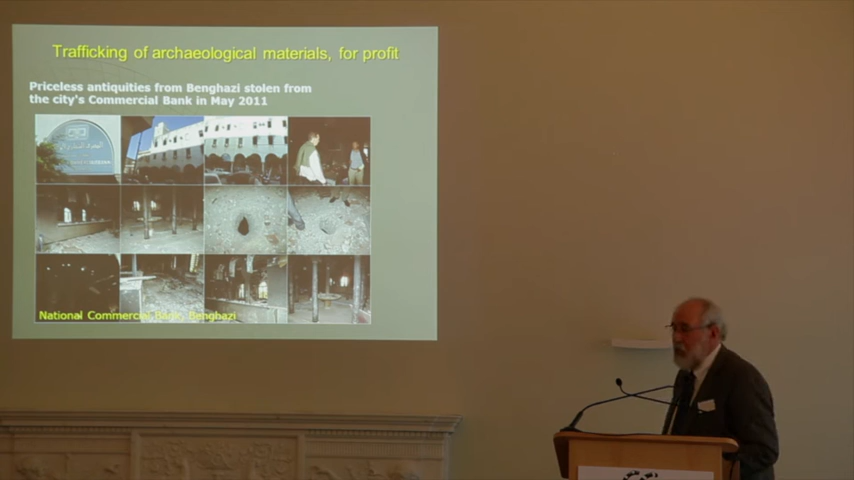 Trafficking of archaeological materials, for profit
Priceless antiquities from Benghazi stolen from
the city's Commercial Bank in May 2011
National Commercial Bank, Benghazi